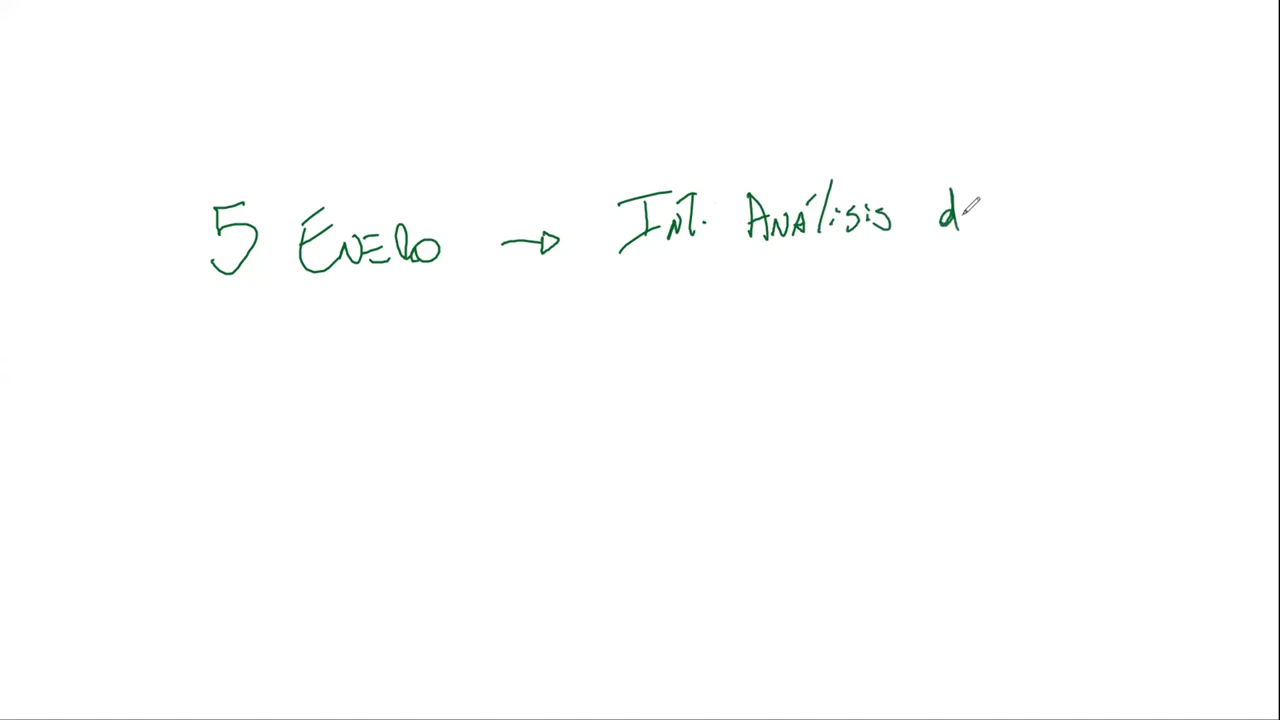 5 Enero → Int. Análisis d